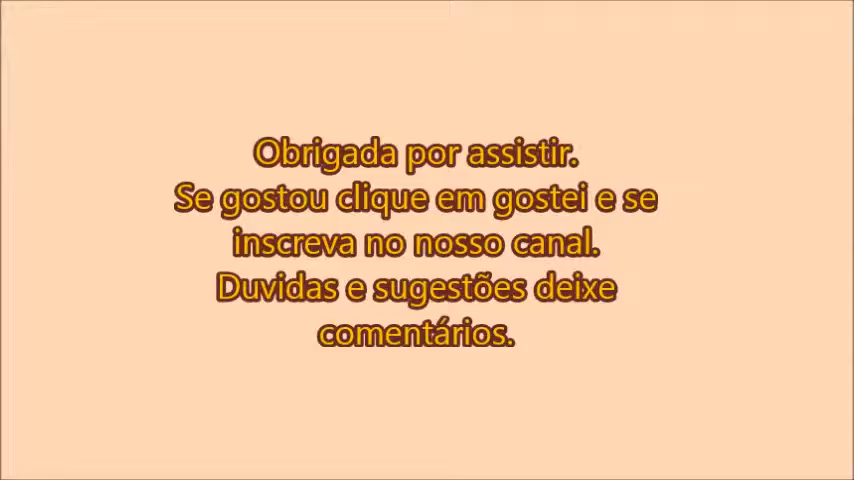 Obrigada por assistir.
Se gostou clique em gostei e se
inscreva no nosso canal.
Duvidas e sugestões deixe
comentários.